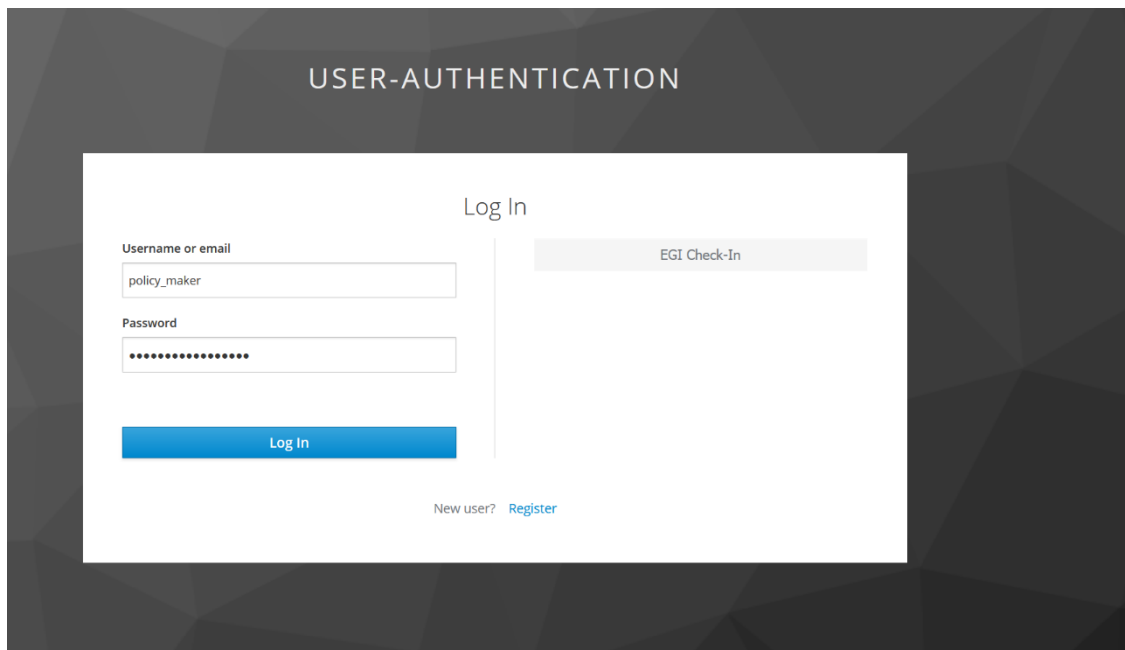 USER-AUTHENTICATION
Log In
Username or email
policy_maker
Password
•••••••••••••••••
Log In
EGI Check-In
New user? Register